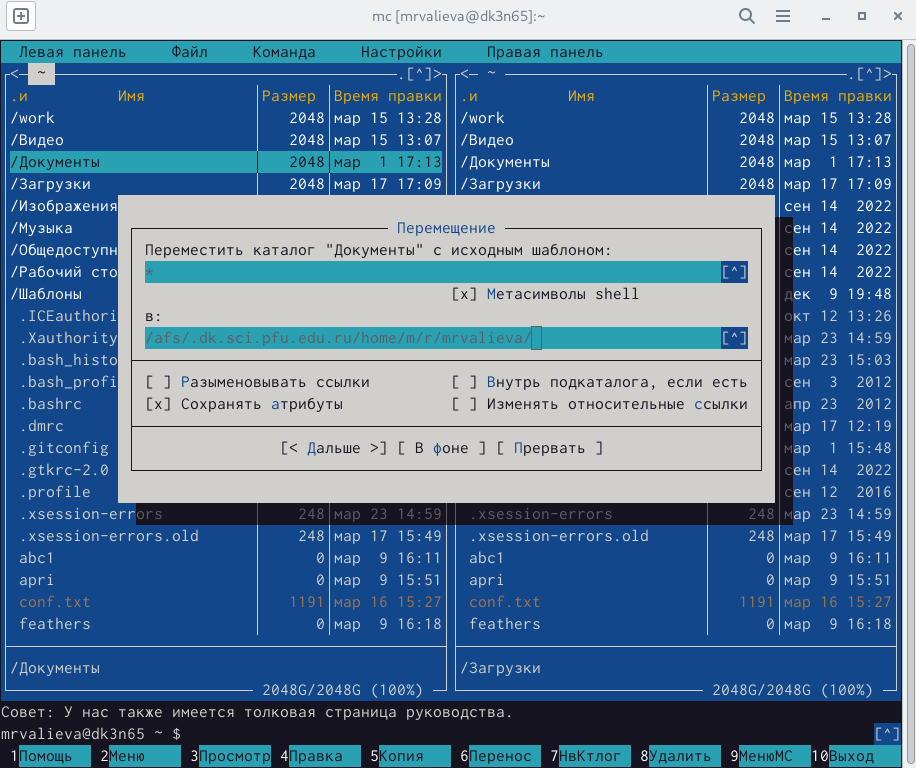 mc [mrvalieva@dk3n65]:~
Левая панель Файл Команда Настройки Правая панель
<— ~ .[^]> <— ~ .[^]>
.и Имя Размер Время правки .и Имя Размер Время правки
/work 2048 мар 15 13:28 /work 2048 мар 15 13:28
/Видео 2048 мар 15 13:07 /Видео 2048 мар 15 13:07
/Документы 2048 мар 1 17:13 /Документы 2048 мар 1 17:13
/Загрузки 2048 мар 17 17:09 /Загрузки 2048 мар 17 17:09
/Изображения сен 14 2022
/Музыка Перемещение сен 14 2022
/Общедоступн Переместить каталог "Документы" с исходным шаблоном: сен 14 2022
/Рабочий сто * [^] сен 14 2022
/Шаблоны [x] Метасимволы shell дек 9 19:48
.ICEauthori в: окт 12 13:26
.Xauthority /afs/.dk.sci.pfu.edu.ru/home/m/r/mrvalieva/ [^] мар 23 14:59
.bash_histo мар 23 15:03
.bash_profi [ ] Разыменовывать ссылки [ ] Внутрь подкаталога, если есть сен 3 2012
.bashrc [x] Сохранять атрибуты [ ] Изменять относительные ссылки апр 23 2012
.dmrc мар 17 12:19
.gitconfig [< Дальше >] [ В фоне ] [ Прервать ] мар 1 15:48
.gtkrc-2.0 сен 14 2022
.profile сен 12 2016
.xsession-errors 248 мар 23 14:59 .xsession-errors 248 мар 23 14:59
.xsession-errors.old 248 мар 17 15:49 .xsession-errors.old 248 мар 17 15:49
abc1 0 мар 9 16:11 abc1 0 мар 9 16:11
apri 0 мар 9 15:51 apri 0 мар 9 15:51
conf.txt 1191 мар 16 15:27 conf.txt 1191 мар 16 15:27
feathers 0 мар 9 16:18 feathers 0 мар 9 16:18
/Документы /Загрузки
2048G/2048G (100%) 2048G/2048G (100%)
Совет: У нас также имеется толковая страница руководства.
mrvalieva@dk3n65 ~ $ [^]
1Помощь 2Меню 3Просмотр 4Правка 5Копия 6Перенос 7НвКтлог 8Удалить 9МенюМС 10Выход